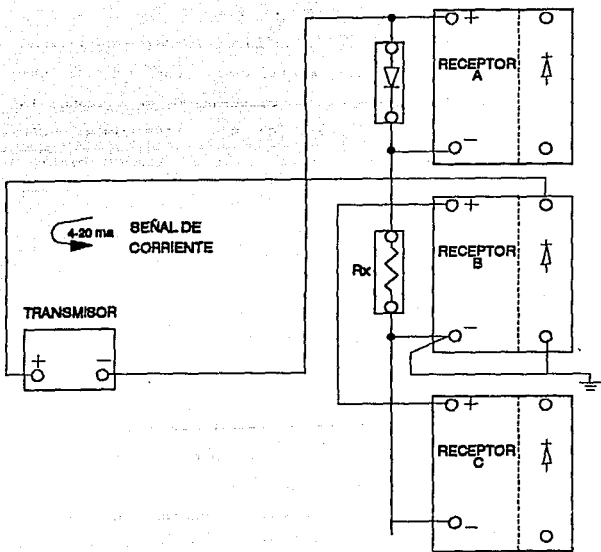 +
RECEPTOR
A
−
4-20 ma
SEÑAL DE
CORRIENTE
+
RECEPTOR
B
−
Rx
TRANSMISOR
+ −
+
RECEPTOR
C
−